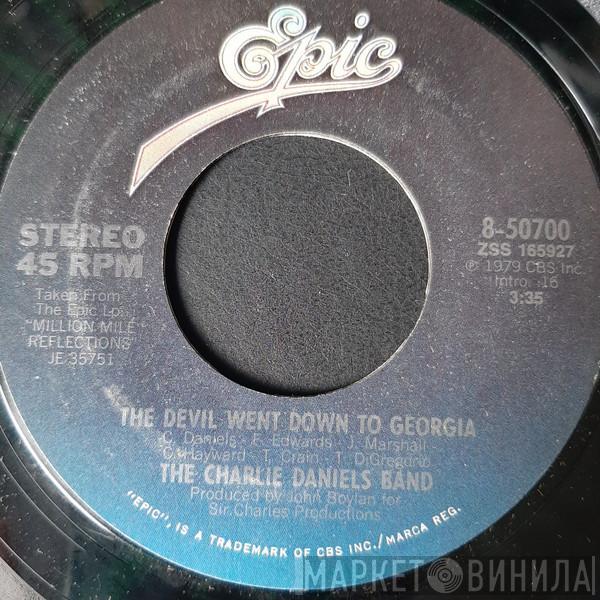 Epic
STEREO
45 RPM
Taken From
The Epic Lp.
"MILLION MILE
REFLECTIONS"
JE 35751
8-50700
ZSS 165927
℗ 1979 CBS Inc.
Intro. :16
3:35
THE DEVIL WENT DOWN TO GEORGIA
C. Daniels - F. Edwards - J. Marshall -
C. Hayward - T. Crain - T. DiGregorio
THE CHARLIE DANIELS BAND
Produced by John Boylan for
Sir Charles Productions
"EPIC", IS A TRADEMARK OF CBS INC./MARCA REG.
МАРКЕТ ВИНИЛА